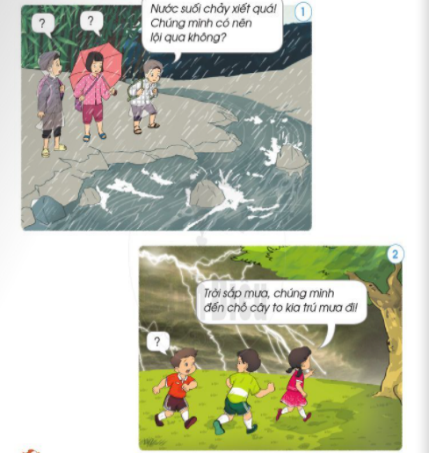 ?
?
Nước suối chảy xiết quá!
Chúng mình có nên
lội qua không?
1
2
Trời sắp mưa, chúng mình
đến chỗ cây to kia trú mưa đi!
?